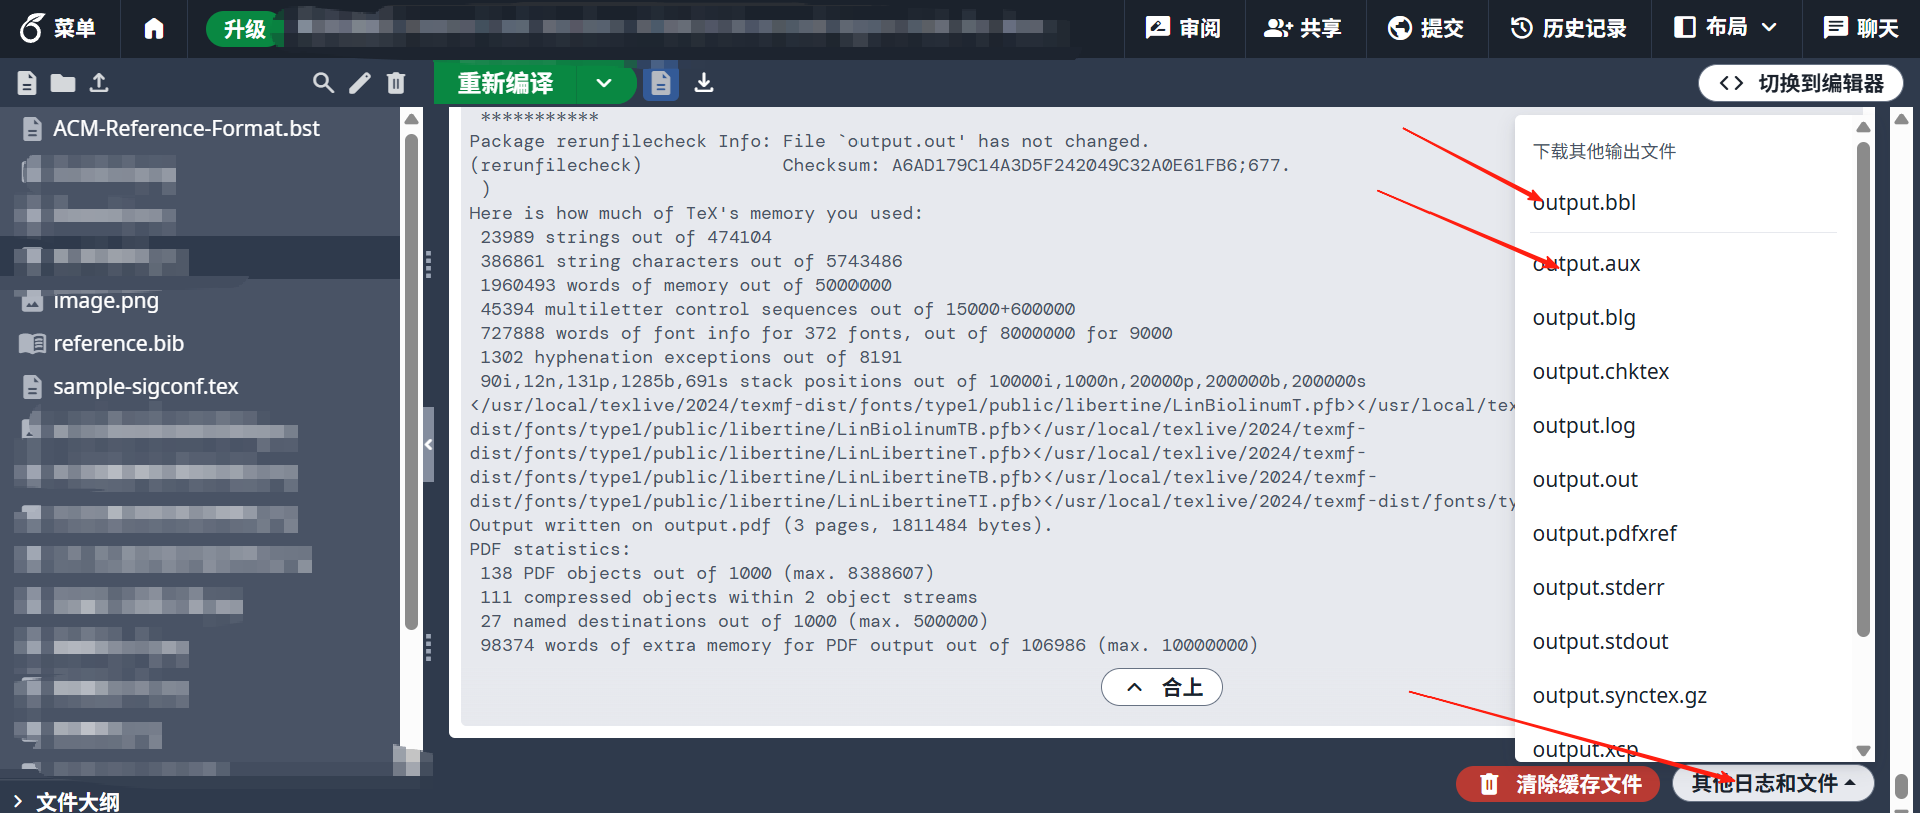 菜单
升级
审阅
共享
提交
历史记录
布局
聊天
重新编译
切换到编辑器
ACM-Reference-Format.bst
image.png
reference.bib
sample-sigconf.tex
文件大纲
***********
Package rerunfilecheck Info: File `output.out' has not changed.
(rerunfilecheck)             Checksum: A6AD179C14A3D5F242049C32A0E61FB6;677.
)
Here is how much of TeX's memory you used:
23989 strings out of 474104
386861 string characters out of 5743486
1960493 words of memory out of 5000000
45394 multiletter control sequences out of 15000+600000
727888 words of font info for 372 fonts, out of 8000000 for 9000
1302 hyphenation exceptions out of 8191
90i,12n,131p,1285b,691s stack positions out of 10000i,1000n,20000p,200000b,200000s
</usr/local/texlive/2024/texmf-dist/fonts/type1/public/libertine/LinBiolinumT.pfb></usr/local/tex
dist/fonts/type1/public/libertine/LinBiolinumTB.pfb></usr/local/texlive/2024/texmf-
dist/fonts/type1/public/libertine/LinLibertineT.pfb></usr/local/texlive/2024/texmf-
dist/fonts/type1/public/libertine/LinLibertineTB.pfb></usr/local/texlive/2024/texmf-
dist/fonts/type1/public/libertine/LinLibertineTI.pfb></usr/local/texlive/2024/texmf-dist/fonts/ty
Output written on output.pdf (3 pages, 1811484 bytes).
PDF statistics:
138 PDF objects out of 1000 (max. 8388607)
111 compressed objects within 2 object streams
27 named destinations out of 1000 (max. 500000)
98374 words of extra memory for PDF output out of 106986 (max. 10000000)
合上
下载其他输出文件
output.bbl
output.aux
output.blg
output.chktex
output.log
output.out
output.pdfxref
output.stderr
output.stdout
output.synctex.gz
output.xcp
清除缓存文件
其他日志和文件